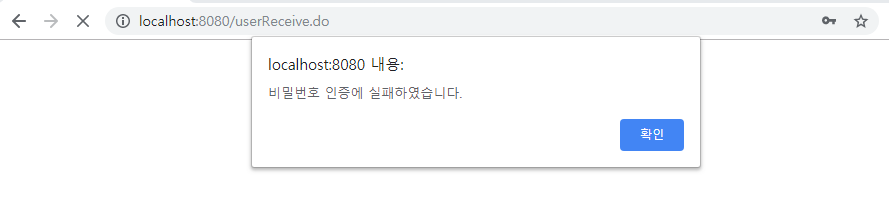 localhost:8080/userReceive.do
localhost:8080 내용:
비밀번호 인증에 실패하였습니다.
확인